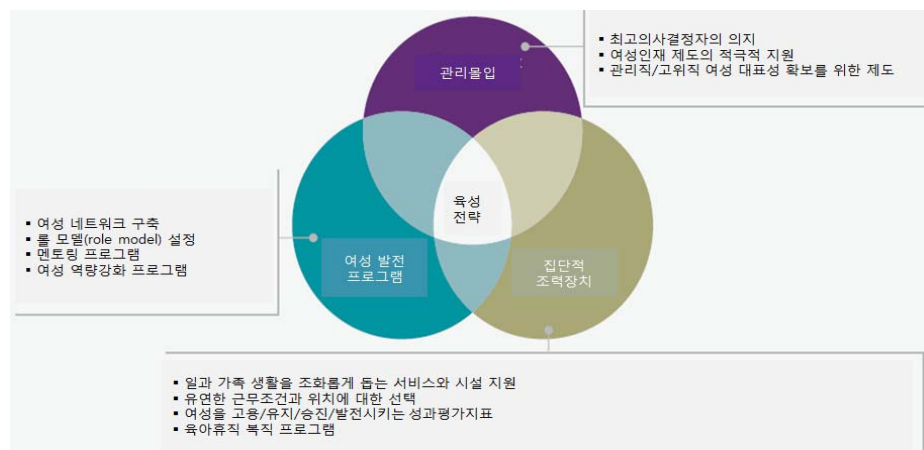 ▪ 최고의사결정자의 의지
▪ 여성인재 제도의 적극적 지원
▪ 관리직/고위직 여성 대표성 확보를 위한 제도
관리몰입
육성
전략
▪ 여성 네트워크 구축
▪ 롤 모델(role model) 설정
▪ 멘토링 프로그램
▪ 여성 역량강화 프로그램
여성 발전
프로그램
집단적
조력장치
▪ 일과 가족 생활을 조화롭게 돕는 서비스와 시설 지원
▪ 유연한 근무조건과 위치에 대한 선택
▪ 여성을 고용/유지/승진/발전시키는 성과평가지표
▪ 육아휴직 복직 프로그램